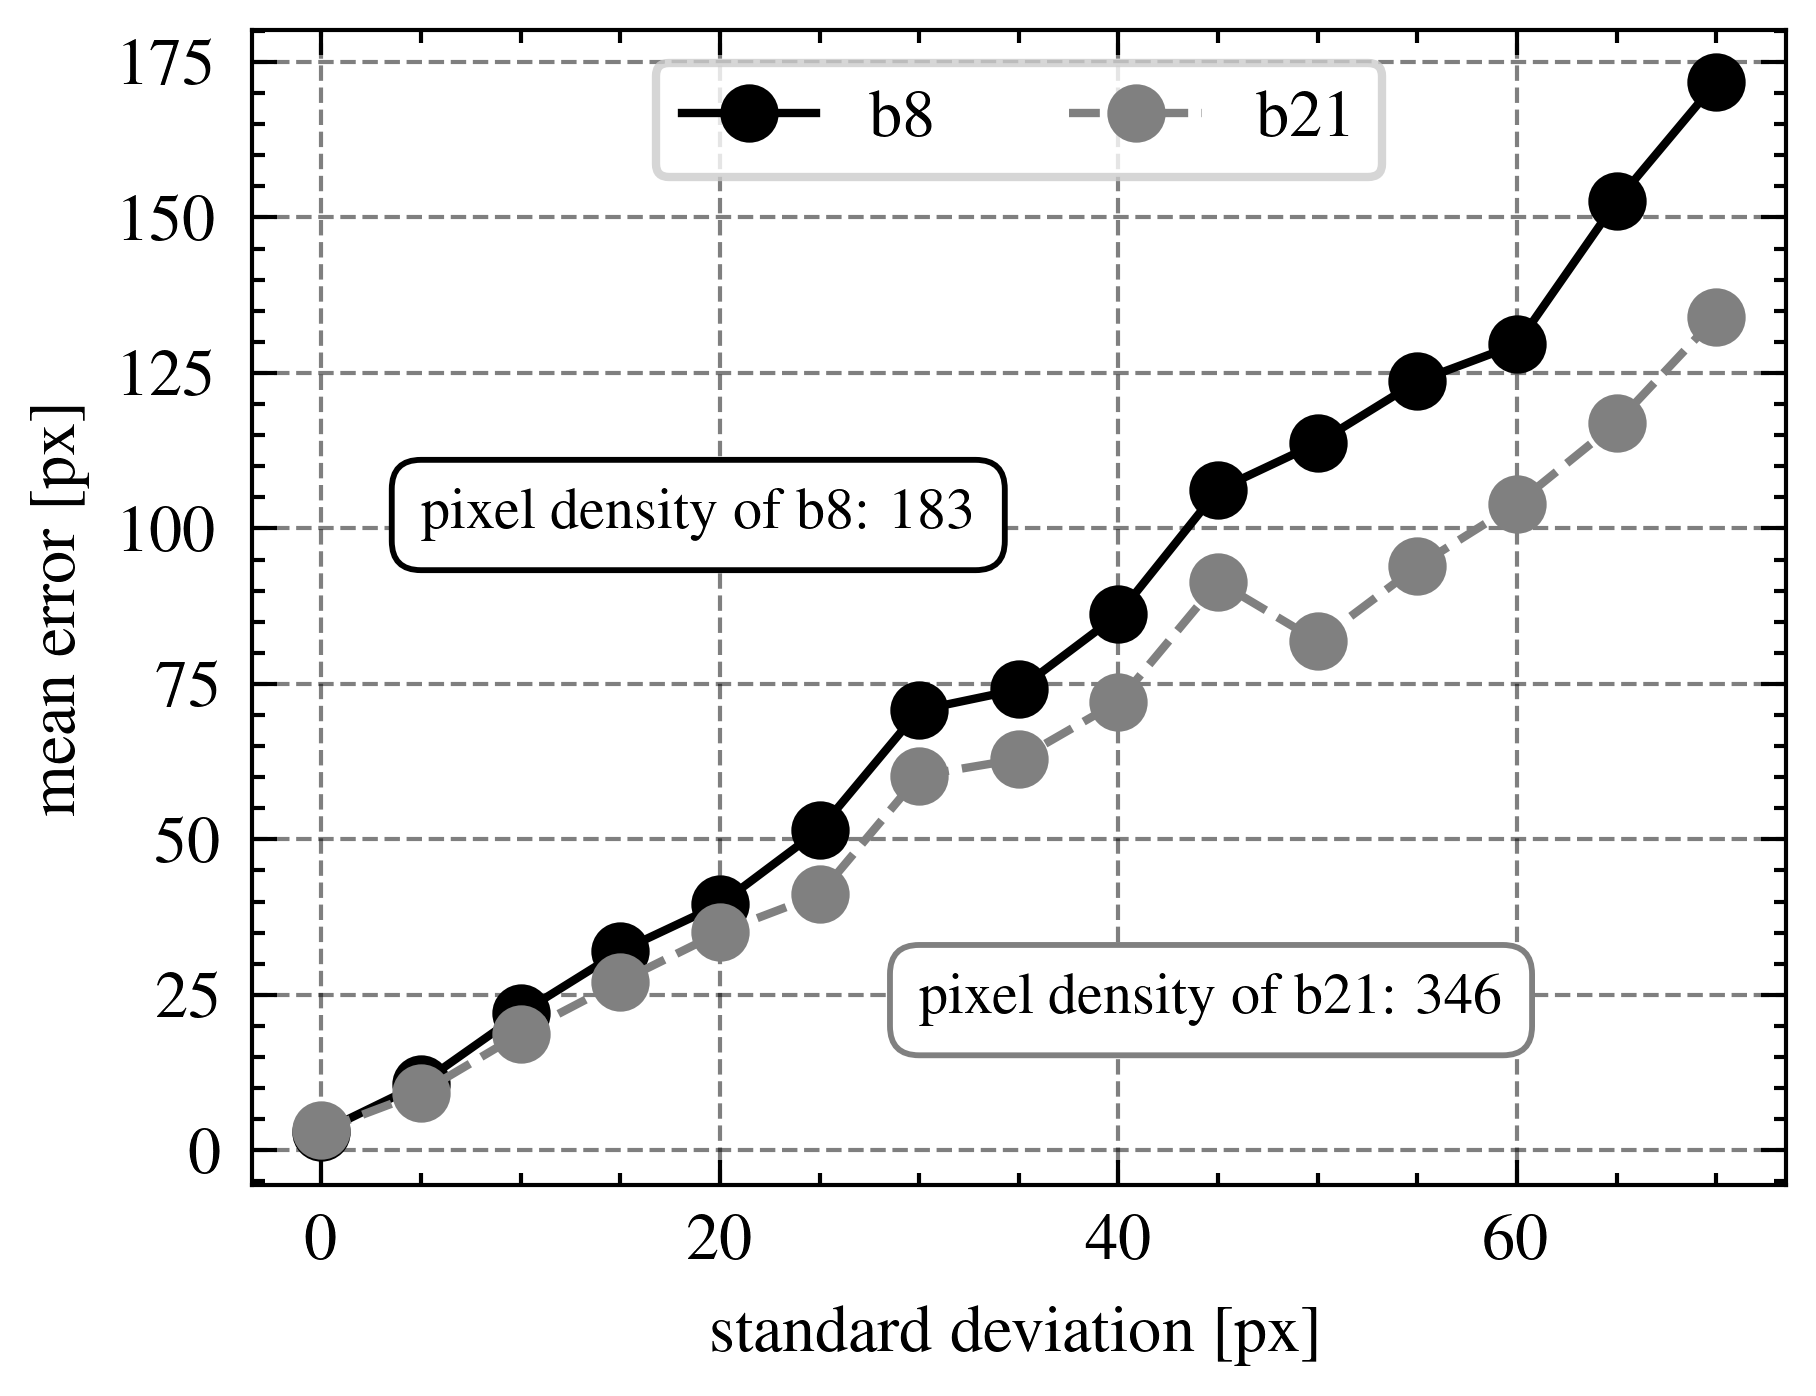 175
b8
b21
150
125
pixel density of b8: 183
100
75
50
pixel density of b21: 346
25
0
mean error [px]
0 20 40 60
standard deviation [px]